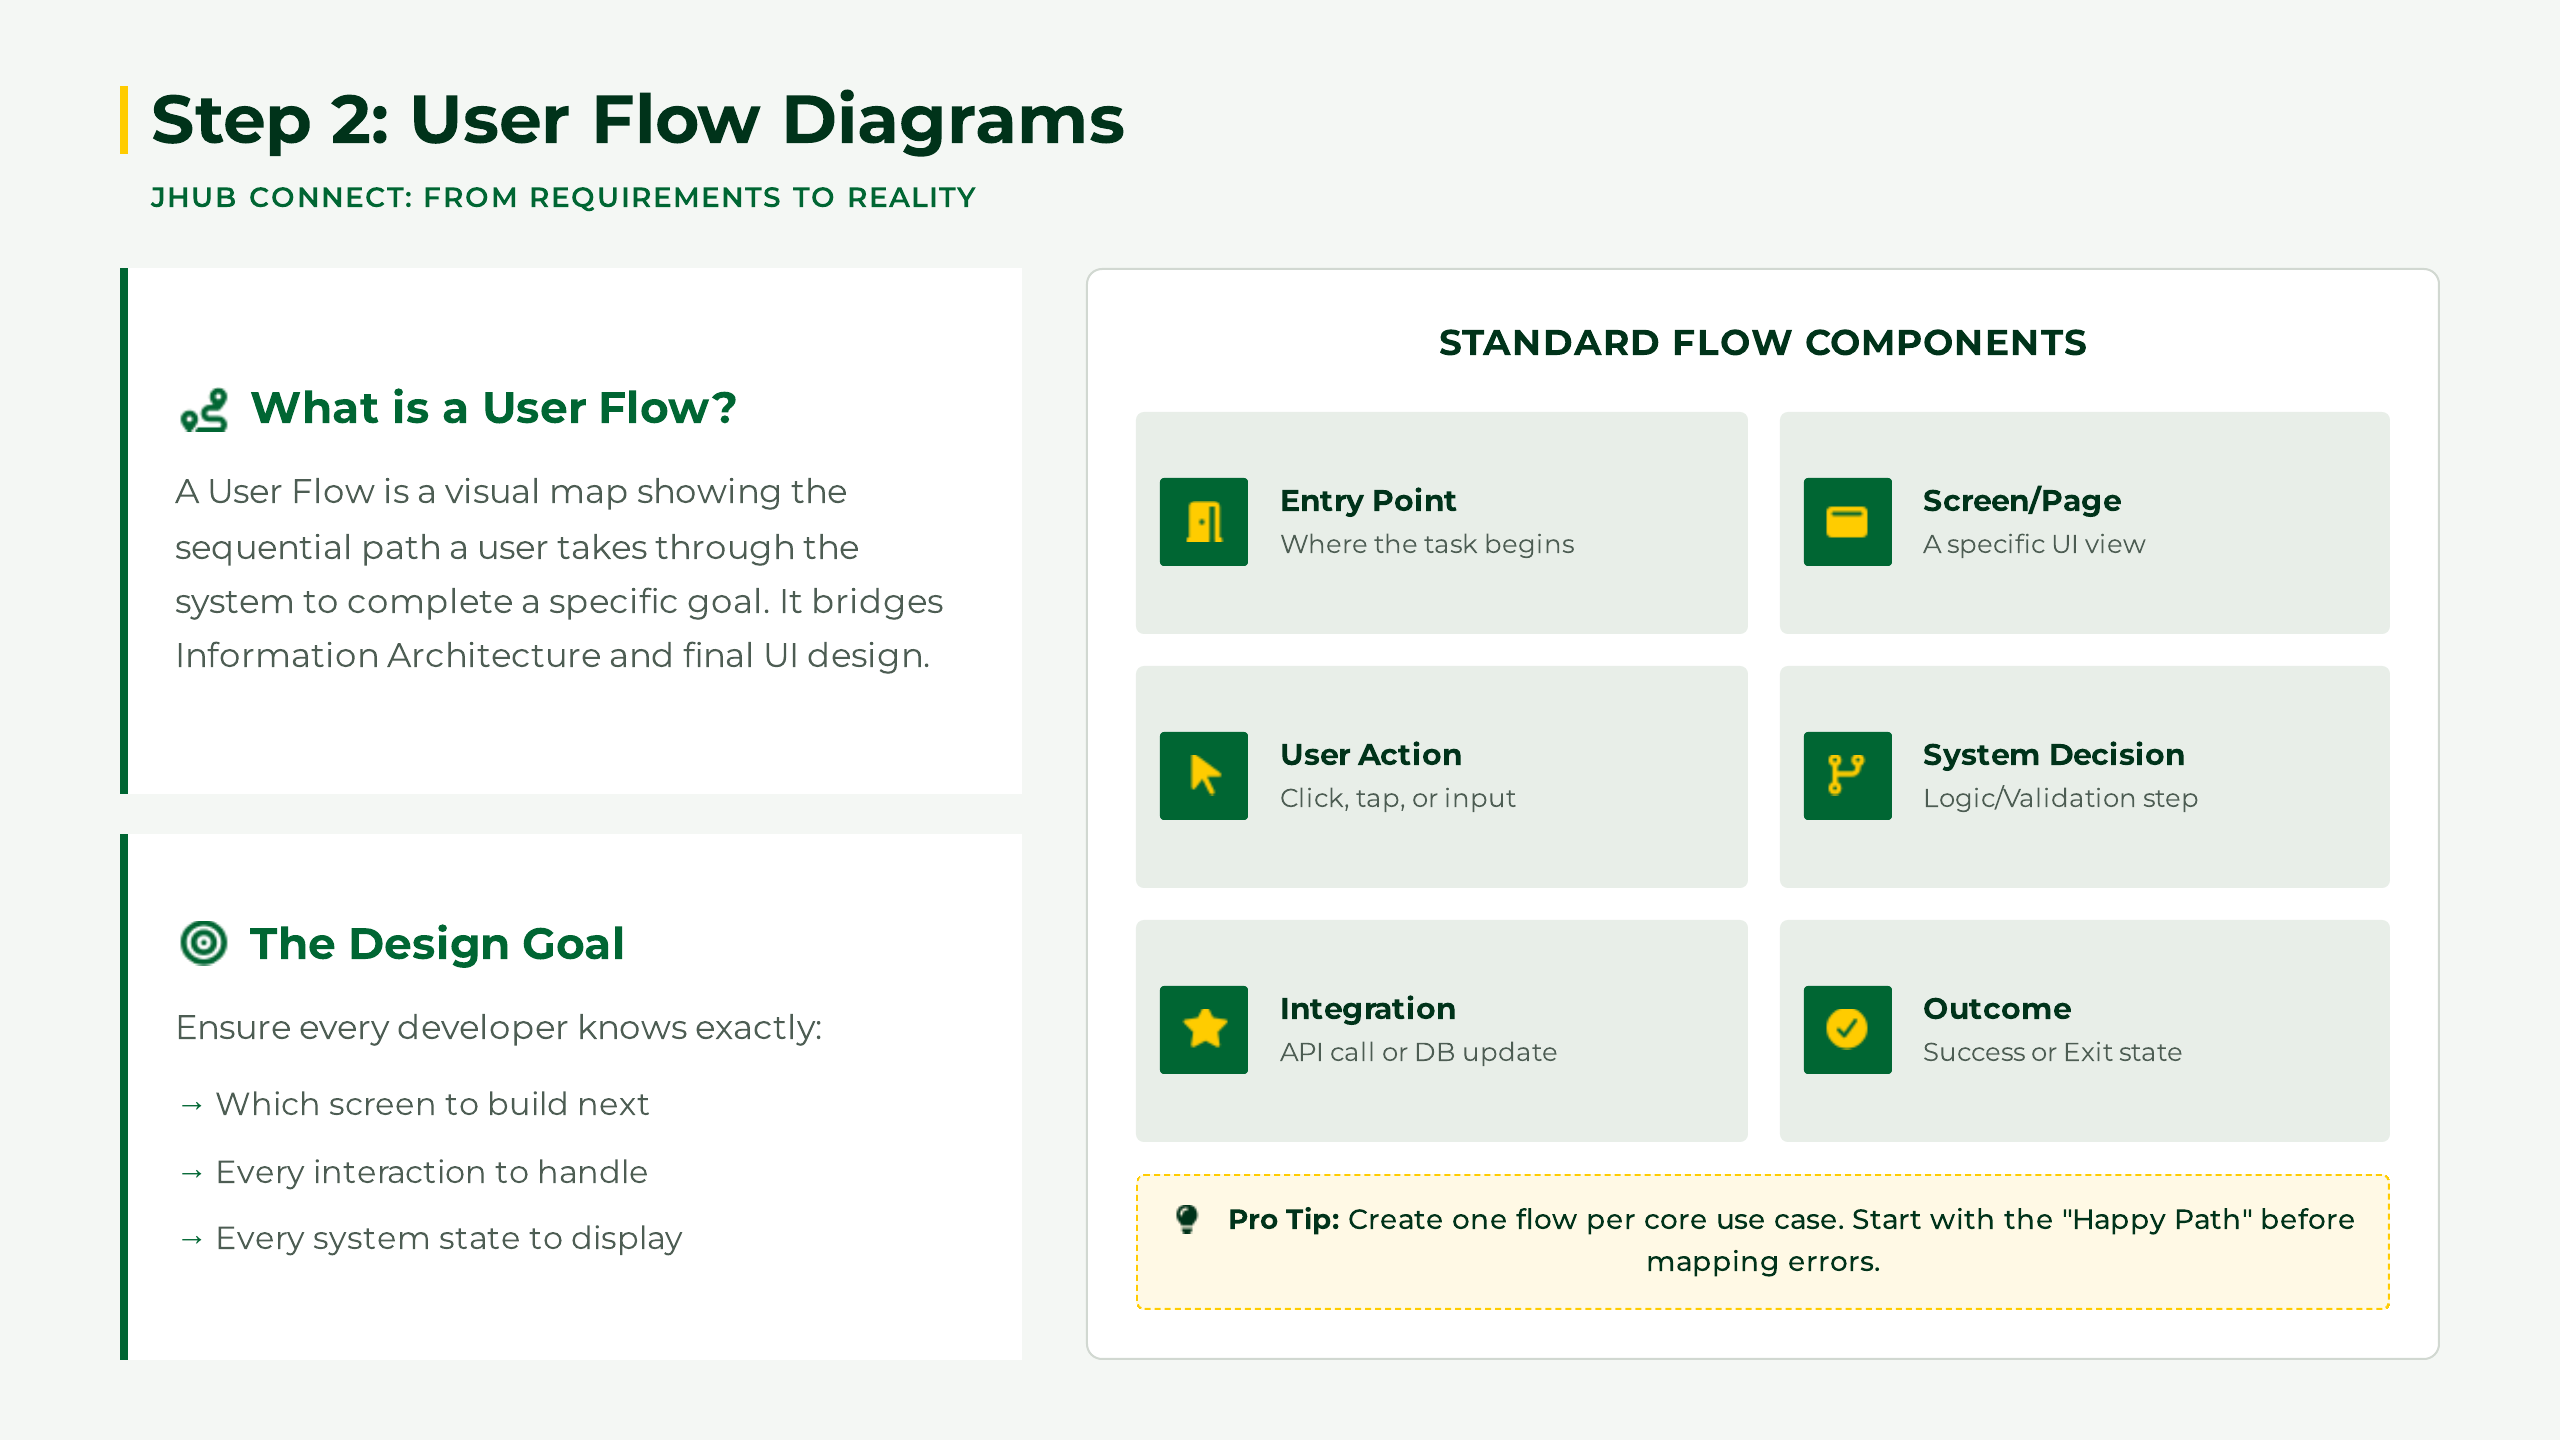 Step 2: User Flow Diagrams
JHUB CONNECT: FROM REQUIREMENTS TO REALITY
What is a User Flow?
A User Flow is a visual map showing the
sequential path a user takes through the
system to complete a specific goal. It bridges
Information Architecture and final UI design.
The Design Goal
Ensure every developer knows exactly:
→ Which screen to build next
→ Every interaction to handle
→ Every system state to display
STANDARD FLOW COMPONENTS
Entry Point
Where the task begins
Screen/Page
A specific UI view
User Action
Click, tap, or input
System Decision
Logic/Validation step
Integration
API call or DB update
Outcome
Success or Exit state
Pro Tip: Create one flow per core use case. Start with the "Happy Path" before
mapping errors.